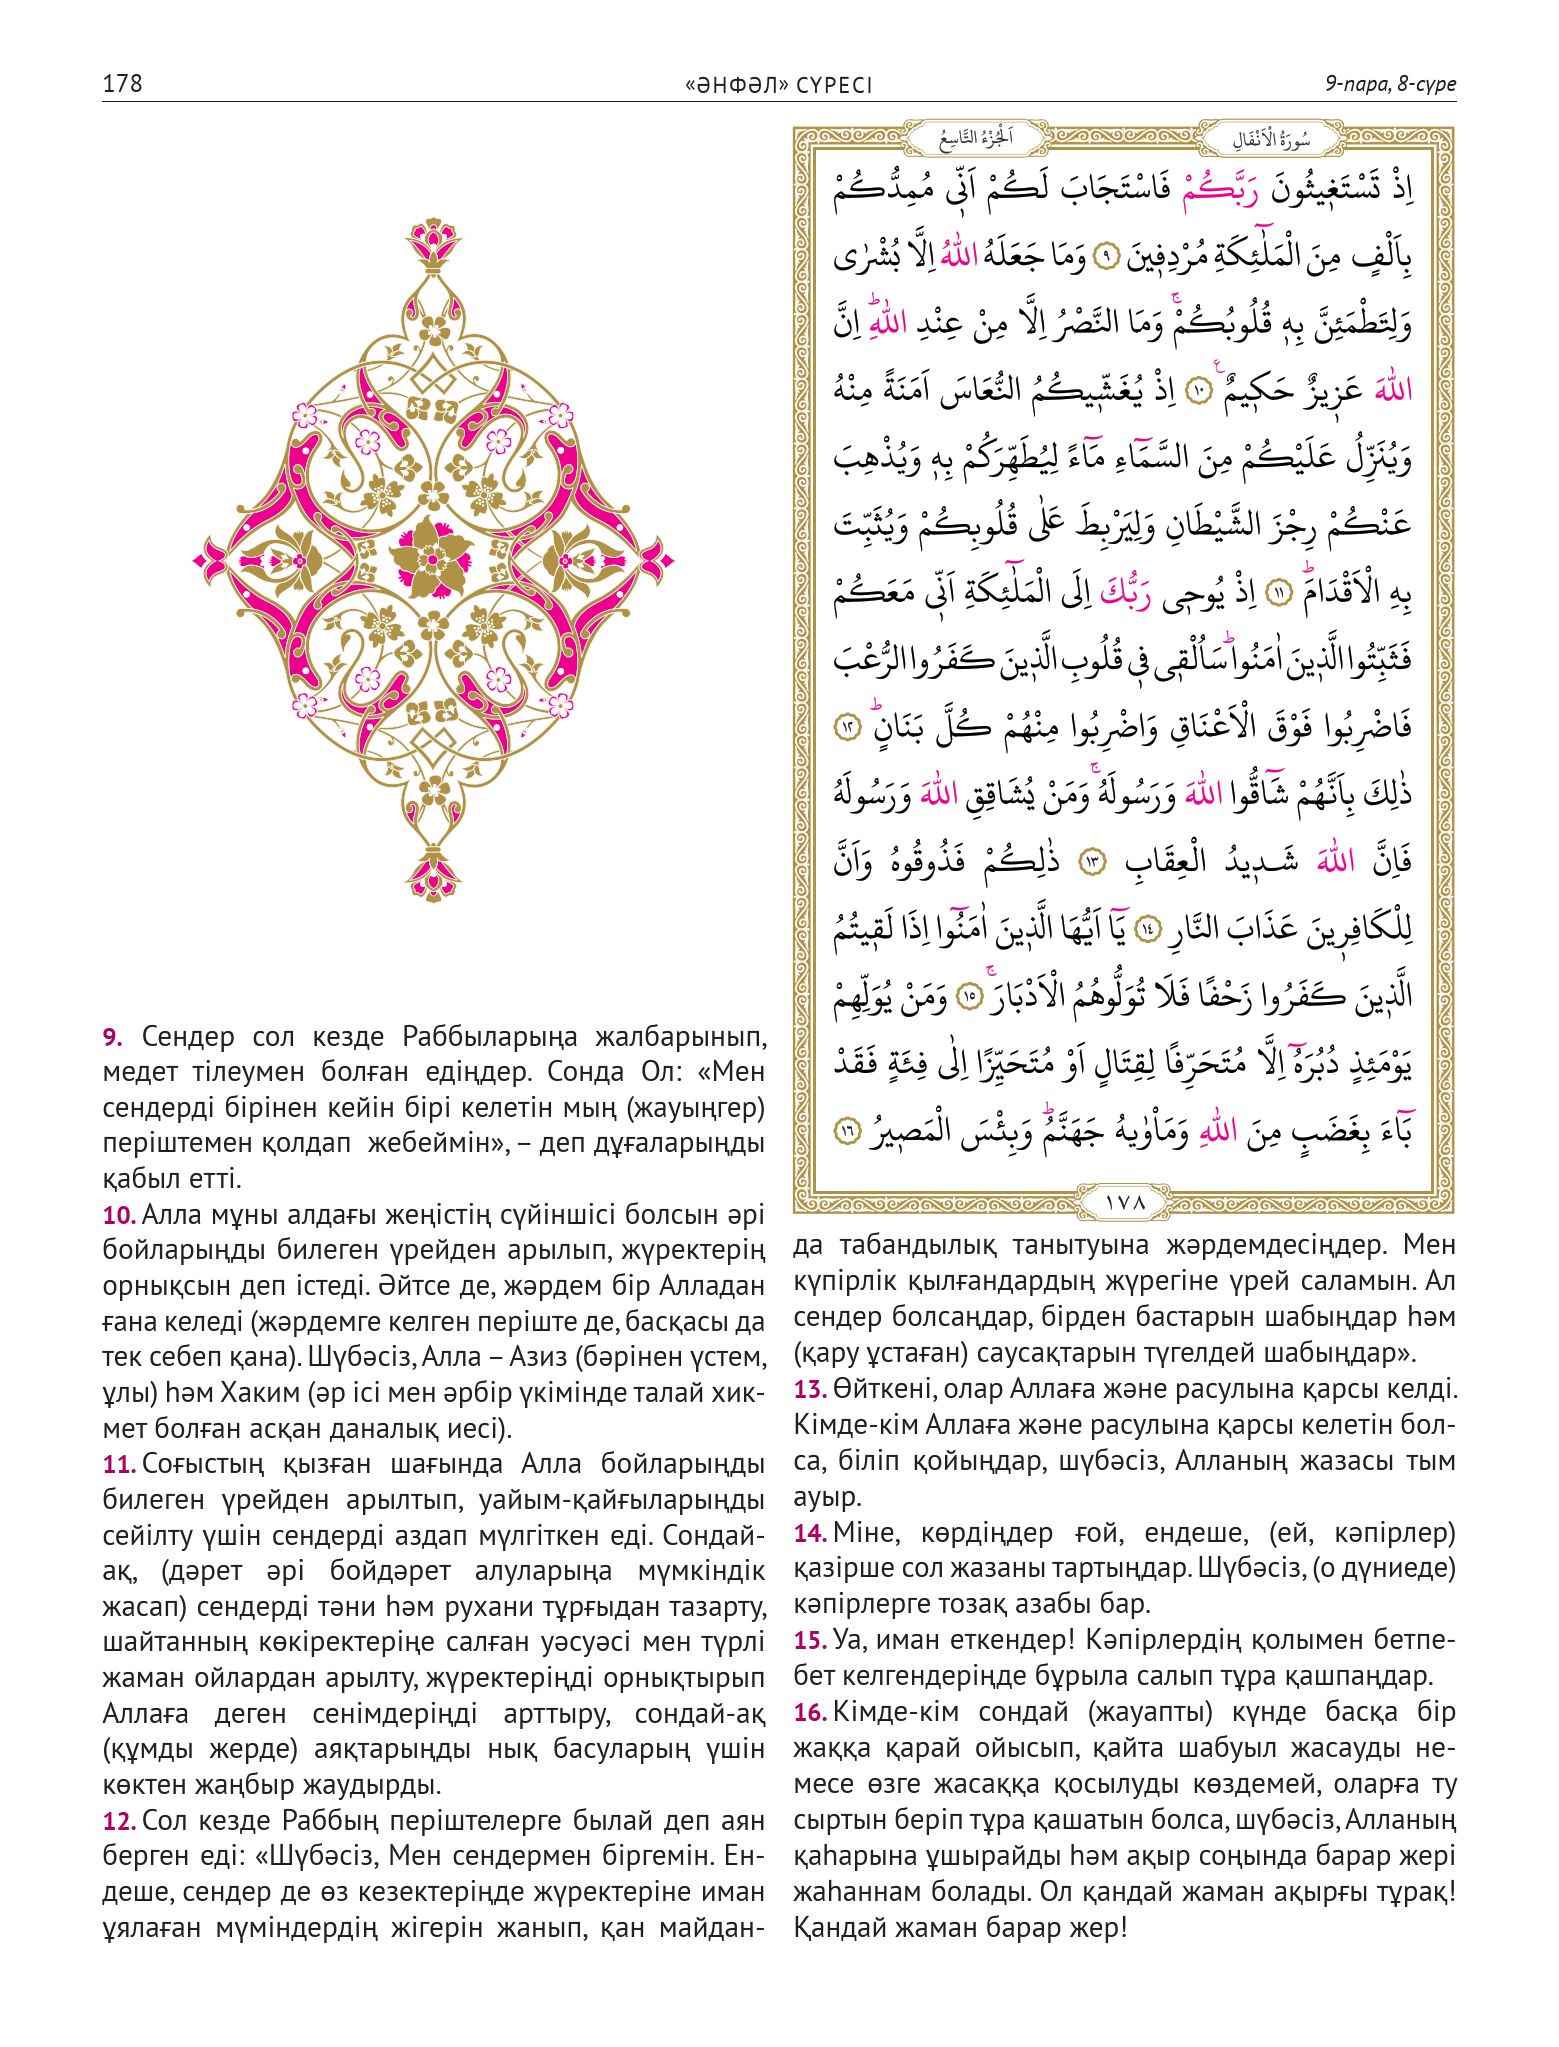 178
«ӘНФӘЛ» СҮРЕСІ
9-пара, 8-сүре
سُورَةُ الْاَنْفَالِ
اَلْجُزْءُ التَّاسِعُ
اِذْ تَسْتَغ۪يثُونَ رَبَّكُمْ فَاسْتَجَابَ لَكُمْ اَنّ۪ي مُمِدُّكُمْ
بِاَلْفٍ مِنَ الْمَلٰٓئِكَةِ مُرْدِف۪ينَ ﴿٩﴾ وَمَا جَعَلَهُ اللّٰهُ اِلَّا بُشْرٰى
وَلِتَطْمَئِنَّ بِه۪ قُلُوبُكُمْۚ وَمَا النَّصْرُ اِلَّا مِنْ عِنْدِ اللّٰهِۜ اِنَّ
اللّٰهَ عَز۪يزٌ حَك۪يمٌ۟ ﴿١٠﴾ اِذْ يُغَشّ۪يكُمُ النُّعَاسَ اَمَنَةً مِنْهُ
وَيُنَزِّلُ عَلَيْكُمْ مِنَ السَّمَٓاءِ مَٓاءً لِيُطَهِّرَكُمْ بِه۪ وَيُذْهِبَ
عَنْكُمْ رِجْزَ الشَّيْطَانِ وَلِيَرْبِطَ عَلٰى قُلُوبِكُمْ وَيُثَبِّتَ
بِهِ الْاَقْدَامَۜ ﴿١١﴾ اِذْ يُوح۪ي رَبُّكَ اِلَى الْمَلٰٓئِكَةِ اَنّ۪ي مَعَكُمْ
فَثَبِّتُوا الَّذ۪ينَ اٰمَنُواۜ سَاُلْق۪ي ف۪ي قُلُوبِ الَّذ۪ينَ كَفَرُوا الرُّعْبَ
فَاضْرِبُوا فَوْقَ الْاَعْنَاقِ وَاضْرِبُوا مِنْهُمْ كُلَّ بَنَانٍۜ ﴿١٢﴾
ذٰلِكَ بِاَنَّهُمْ شَٓاقُّوا اللّٰهَ وَرَسُولَهُۚ وَمَنْ يُشَاقِقِ اللّٰهَ وَرَسُولَهُ
فَاِنَّ اللّٰهَ شَد۪يدُ الْعِقَابِ ﴿١٣﴾ ذٰلِكُمْ فَذُوقُوهُ وَاَنَّ
لِلْكَافِر۪ينَ عَذَابَ النَّارِ ﴿١٤﴾ يَٓا اَيُّهَا الَّذ۪ينَ اٰمَنُٓوا اِذَا لَق۪يتُمُ
الَّذ۪ينَ كَفَرُوا زَحْفًا فَلَا تُوَلُّوهُمُ الْاَدْبَارَۚ ﴿١٥﴾ وَمَنْ يُوَلِّهِمْ
يَوْمَئِذٍ دُبُرَهُٓ اِلَّا مُتَحَرِّفًا لِقِتَالٍ اَوْ مُتَحَيِّزًا اِلٰى فِئَةٍ فَقَدْ
بَٓاءَ بِغَضَبٍ مِنَ اللّٰهِ وَمَأْوٰيهُ جَهَنَّمُۜ وَبِئْسَ الْمَص۪يرُ ﴿١٦﴾
١٧٨
9. Сендер сол кезде Раббыларыңа жалбарынып,
медет тілеумен болған едіңдер. Сонда Ол: «Мен
сендерді бірінен кейін бірі келетін мың (жауыңгер)
періштемен қолдап жебеймін», – деп дұғаларыңды
қабыл етті.
10. Алла мұны алдағы жеңістің сүйіншісі болсын әрі
бойларыңды билеген үрейден арылып, жүректерің
орнықсын деп істеді. Әйтсе де, жәрдем бір Алладан
ғана келеді (жәрдемге келген періште де, басқасы да
тек себеп қана). Шүбәсіз, Алла – Азиз (бәрінен үстем,
ұлы) һәм Хаким (әр ісі мен әрбір үкімінде талай хик-
мет болған асқан даналық иесі).
11. Соғыстың қызған шағында Алла бойларыңды
билеген үрейден арылтып, уайым-қайғыларыңды
сейілту үшін сендерді аздап мүлгіткен еді. Сондай-
ақ, (дәрет әрі бойдәрет алуларыңа мүмкіндік
жасап) сендерді тәни һәм рухани тұрғыдан тазарту,
шайтанның көкіректеріңе салған уәсуәсі мен түрлі
жаман ойлардан арылту, жүректеріңді орнықтырып
Аллаға деген сенімдеріңді арттыру, сондай-ақ
(құмды жерде) аяқтарыңды нық басуларың үшін
көктен жаңбыр жаудырды.
12. Сол кезде Раббың періштелерге былай деп аян
берген еді: «Шүбәсіз, Мен сендермен біргемін. Ен-
деше, сендер де өз кезектеріңде жүректеріне иман
ұялаған мүміндердің жігерін жанып, қан майдан-
да табандылық танытуына жәрдемдесіңдер. Мен
күпірлік қылғандардың жүрегіне үрей саламын. Ал
сендер болсаңдар, бірден бастарын шабыңдар һәм
(қару ұстаған) саусақтарын түгелдей шабыңдар».
13. Өйткені, олар Аллаға және расулына қарсы келді.
Кімде-кім Аллаға және расулына қарсы келетін бол-
са, біліп қойыңдар, шүбәсіз, Алланың жазасы тым
ауыр.
14. Міне, көрдіңдер ғой, ендеше, (ей, кәпірлер)
қазірше сол жазаны тартыңдар. Шүбәсіз, (о дүниеде)
кәпірлерге тозақ азабы бар.
15. Уа, иман еткендер! Кәпірлердің қолымен бетпе-
бет келгендеріңде бұрыла салып тұра қашпаңдар.
16. Кімде-кім сондай (жауапты) күнде басқа бір
жаққа қарай ойысып, қайта шабуыл жасауды не-
месе өзге жасаққа қосылуды көздемей, оларға ту
сыртын беріп тұра қашатын болса, шүбәсіз, Алланың
қаһарына ұшырайды һәм ақыр соңында барар жері
жаһаннам болады. Ол қандай жаман ақырғы тұрақ!
Қандай жаман барар жер!